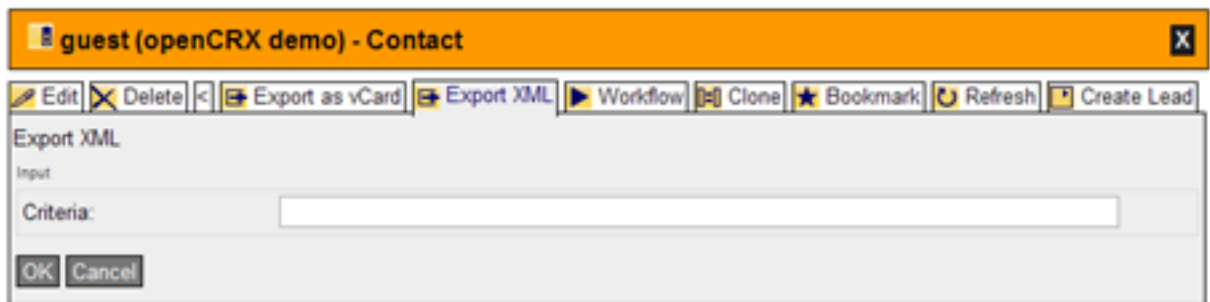 guest (openCRX demo) - Contact X
Edit Delete < Export as vCard Export XML Workflow Clone Bookmark Refresh Create Lead
Export XML
Input
Criteria:
OK Cancel